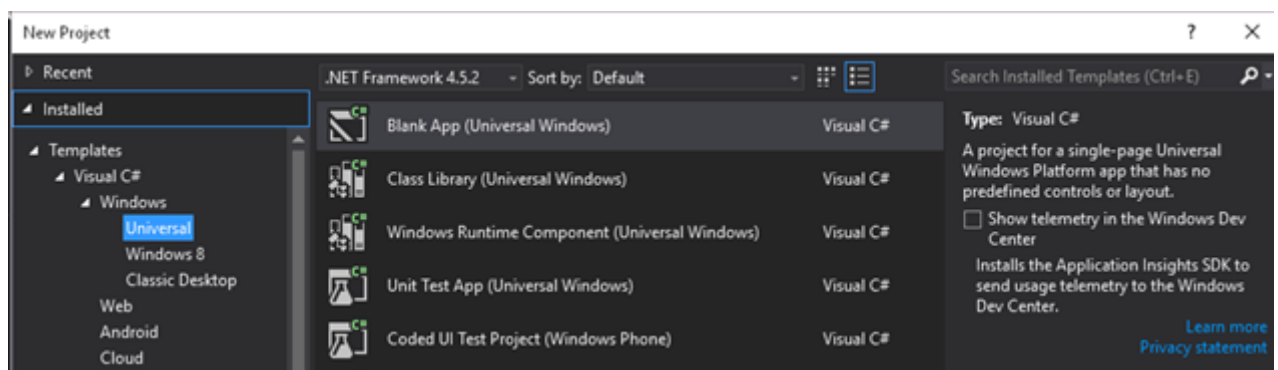 New Project
? ×
Recent
.NET Framework 4.5.2
Sort by: Default
Search Installed Templates (Ctrl+E)
Installed
Templates
Visual C#
Windows
Universal
Windows 8
Classic Desktop
Web
Android
Cloud
C#
Blank App (Universal Windows)
Visual C#
C#
Class Library (Universal Windows)
Visual C#
C#
Windows Runtime Component (Universal Windows)
Visual C#
C#
Unit Test App (Universal Windows)
Visual C#
C#
Coded UI Test Project (Windows Phone)
Visual C#
Type: Visual C#
A project for a single-page Universal
Windows Platform app that has no
predefined controls or layout.
Show telemetry in the Windows Dev
Center
Installs the Application Insights SDK to
send usage telemetry to the Windows
Dev Center.
Learn more
Privacy statement